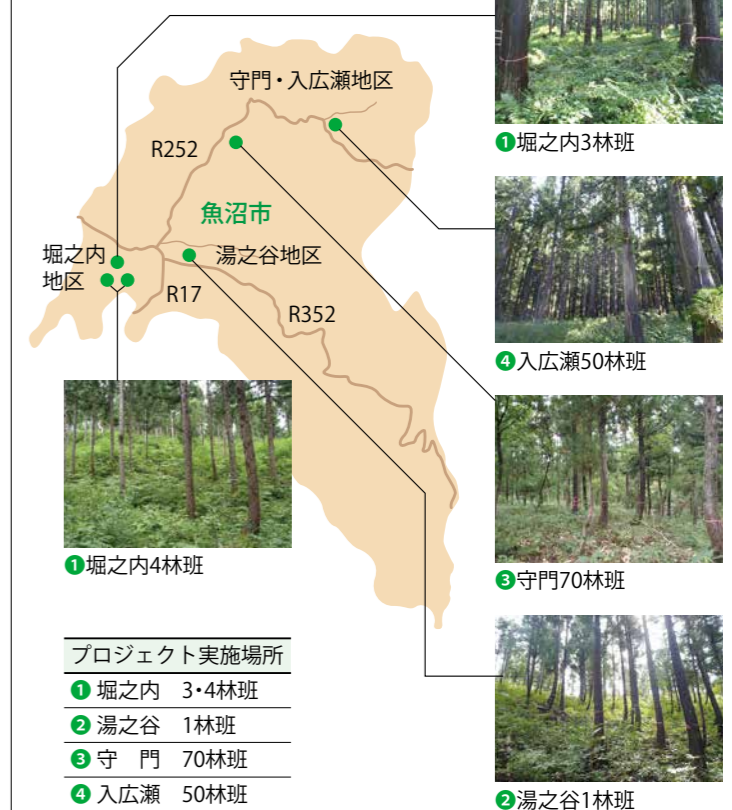 守門・入広瀬地区
❶堀之内3林班
R252
魚沼市
堀之内
地区
湯之谷地区
R17
R352
❹入広瀬50林班
❶堀之内4林班
❸守門70林班
プロジェクト実施場所
❶ 堀之内 3・4林班
❷ 湯之谷 1林班
❸ 守 門 70林班
❹ 入広瀬 50林班
❷湯之谷1林班